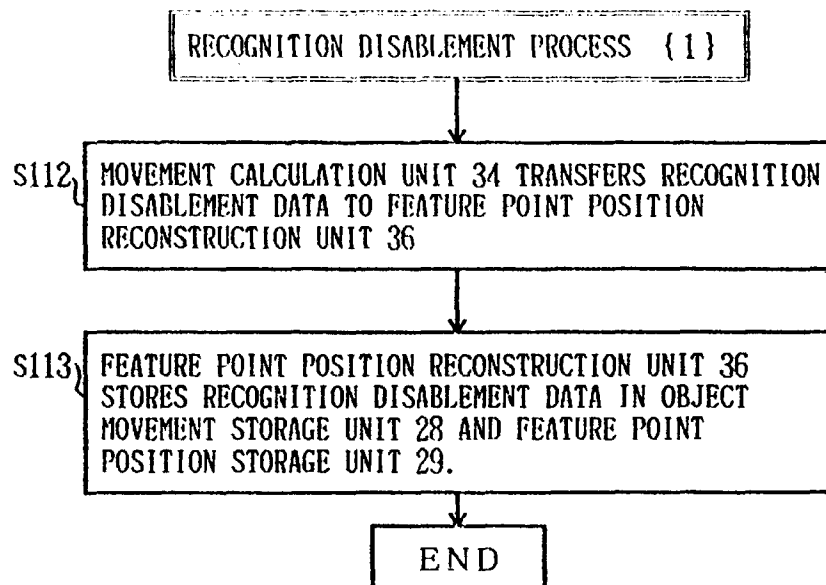 RECOGNITION DISABLEMENT PROCESS {1}
S112
MOVEMENT CALCULATION UNIT 34 TRANSFERS RECOGNITION
DISABLEMENT DATA TO FEATURE POINT POSITION
RECONSTRUCTION UNIT 36
S113
FEATURE POINT POSITION RECONSTRUCTION UNIT 36
STORES RECOGNITION DISABLEMENT DATA IN OBJECT
MOVEMENT STORAGE UNIT 28 AND FEATURE POINT
POSITION STORAGE UNIT 29.
END